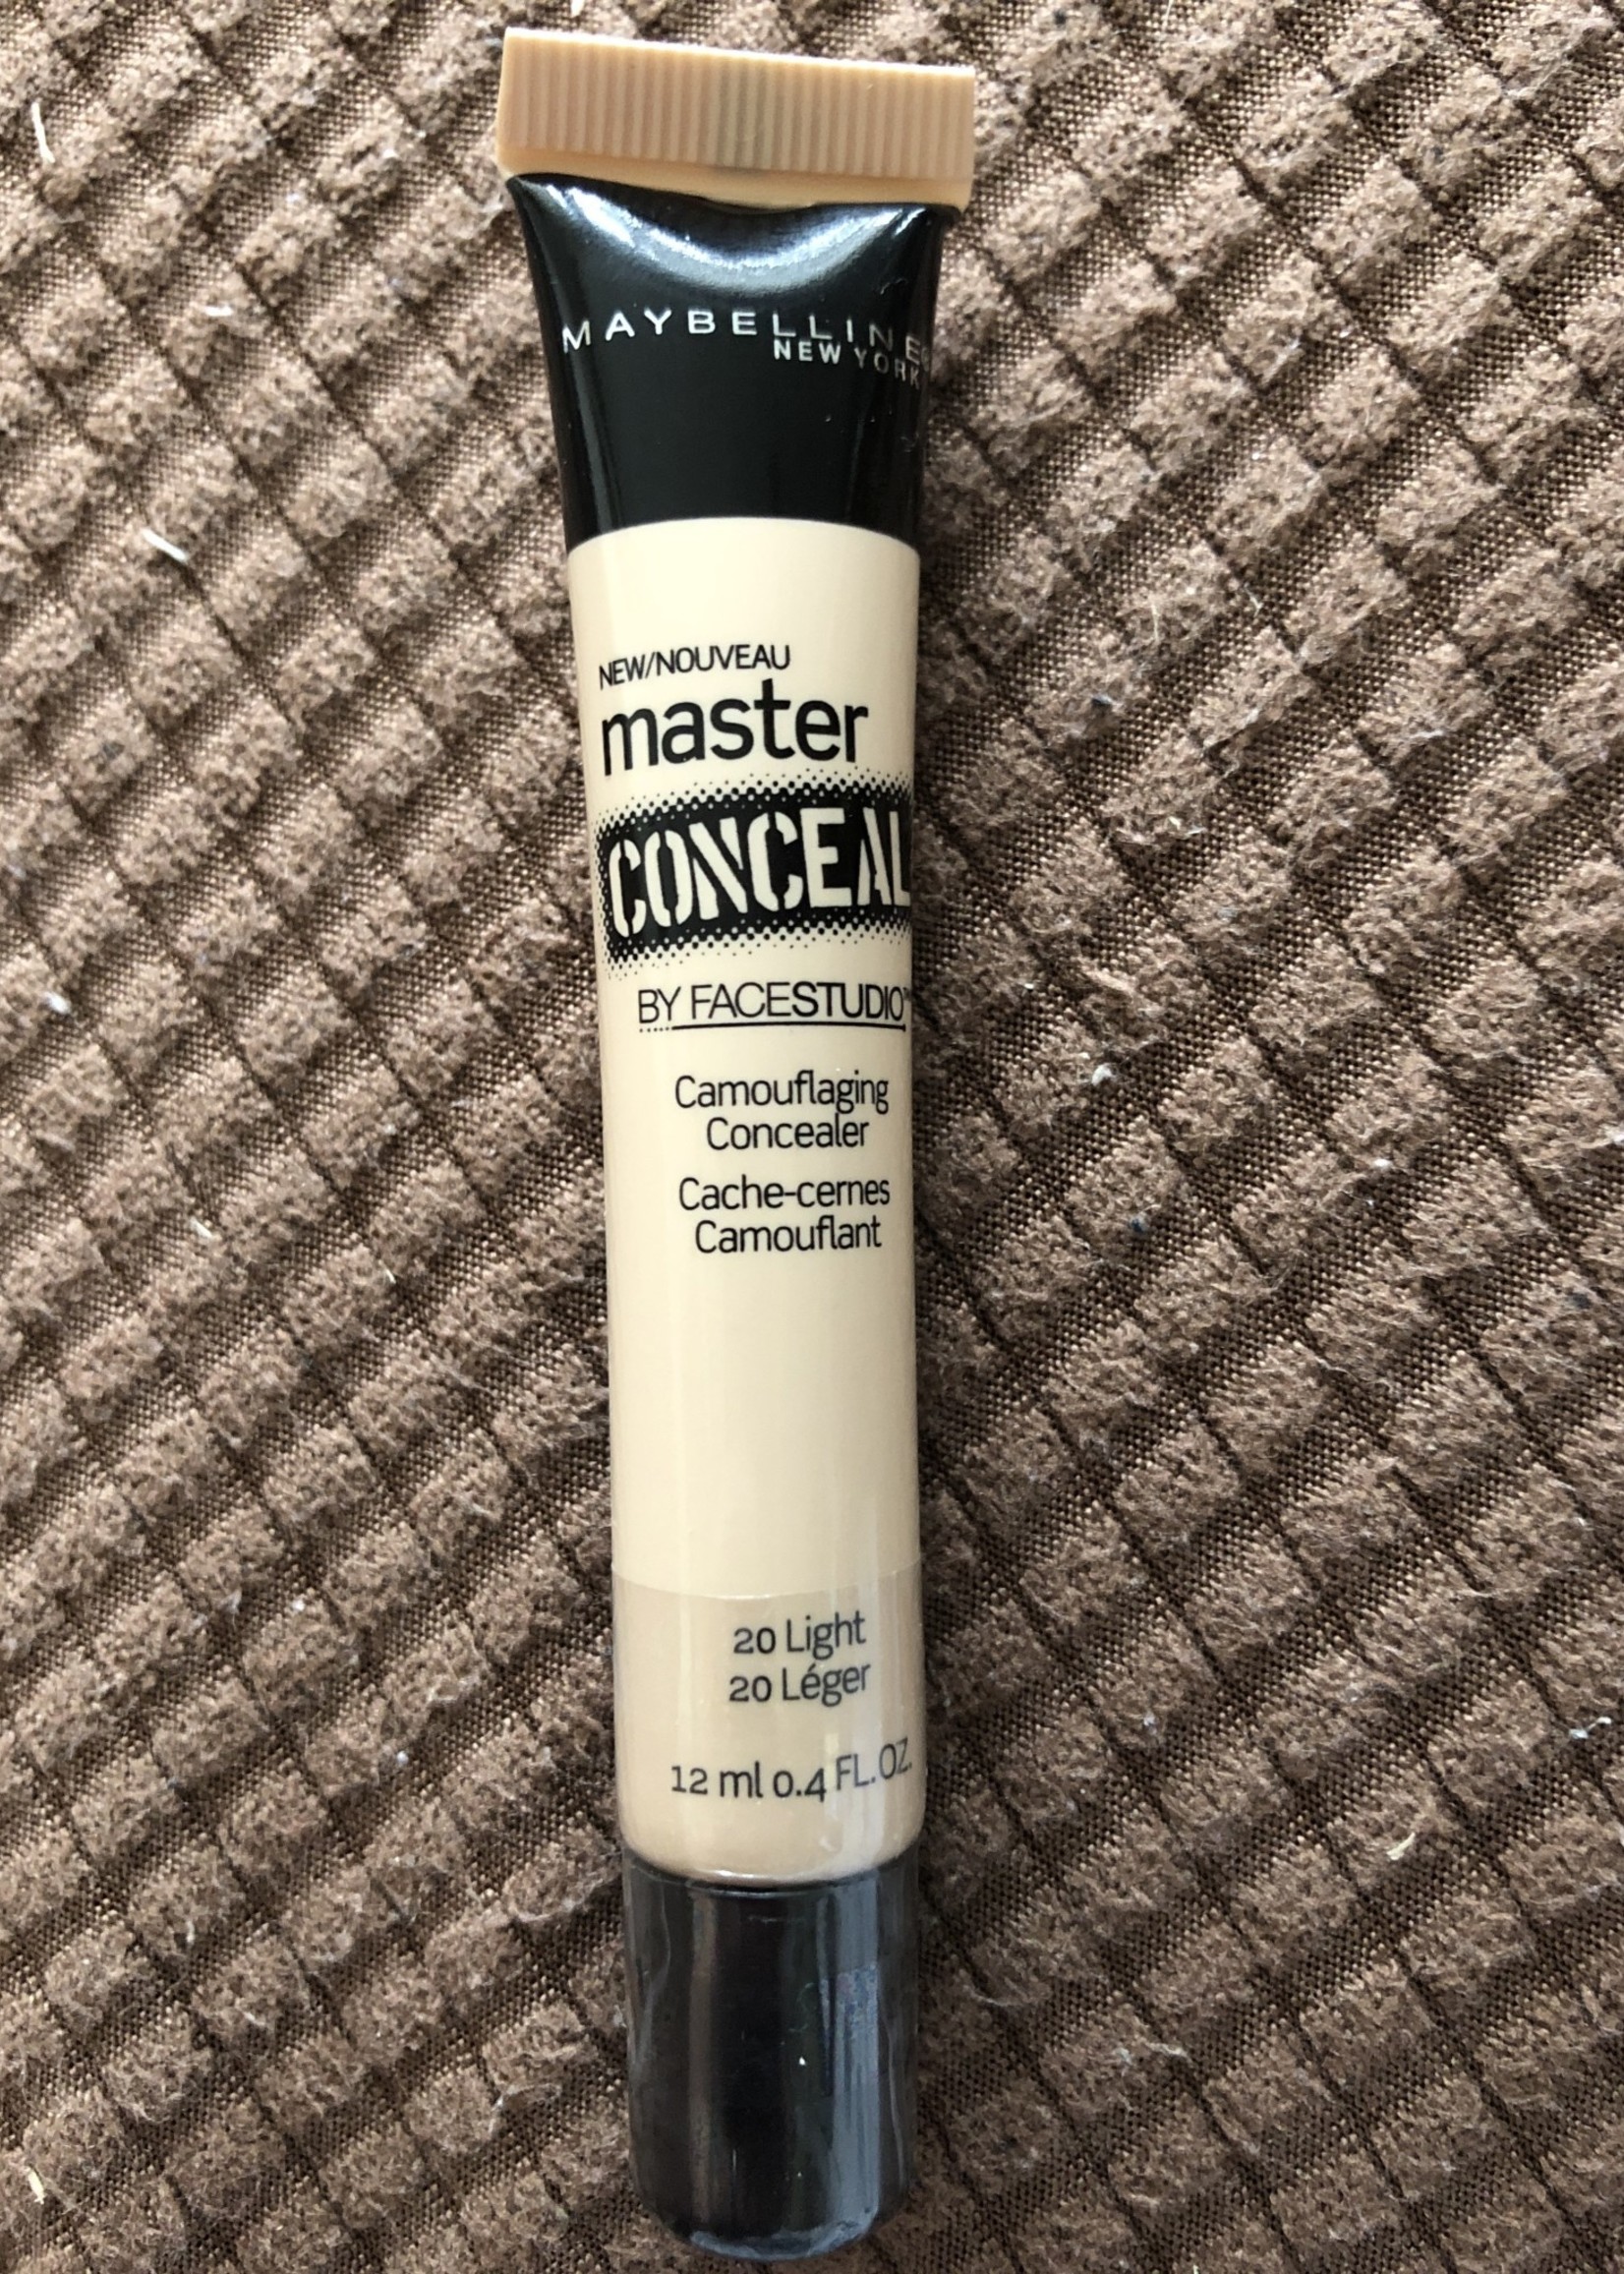 MAYBELLINE
NEW YORK
NEW/NOUVEAU
master
CONCEAL
BY FACESTUDIO™
Camouflaging
Concealer
Cache-cernes
Camouflant
20 Light
20 Léger
12 ml 0.4 FL.OZ.